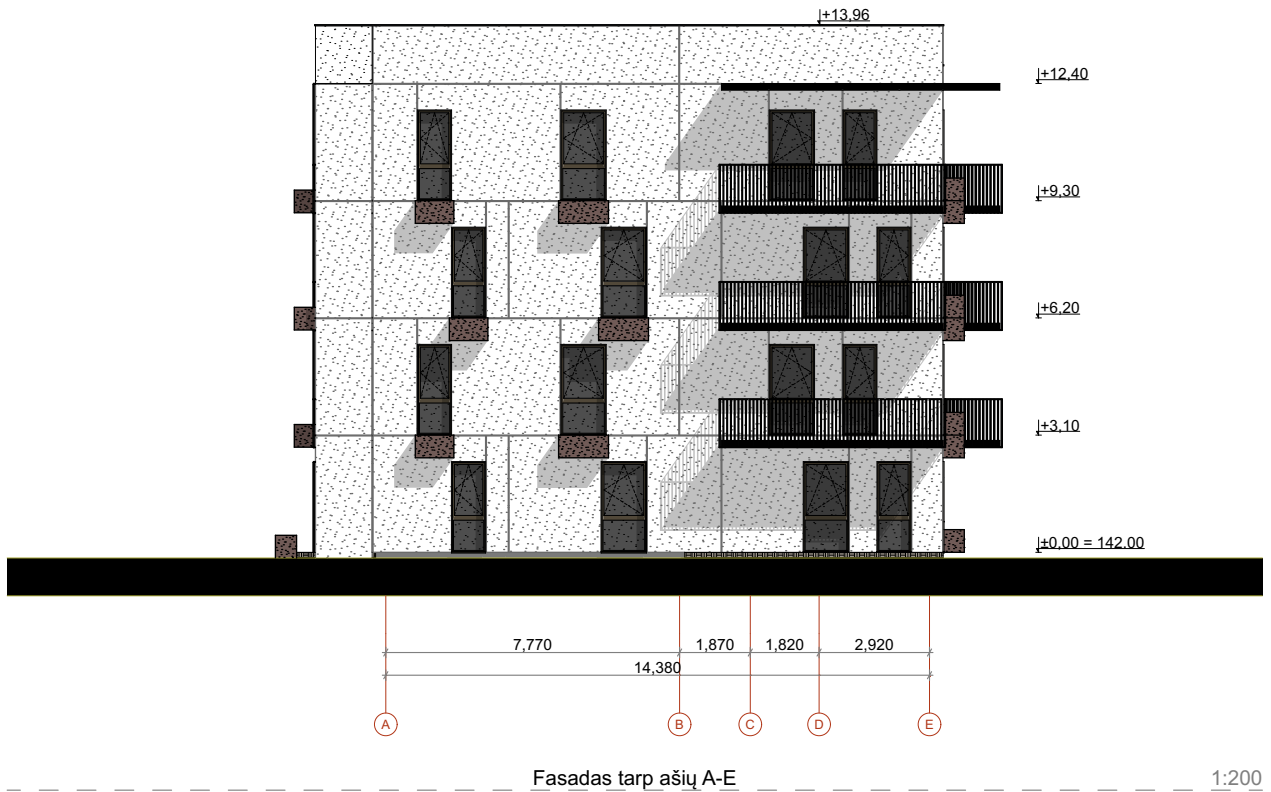 +13,96
+12,40
+9,30
+6,20
+3,10
±0,00 = 142,00
7,770 1,870 1,820 2,920
14,380
A B C D E
Fasadas tarp ašių A-E 1:200